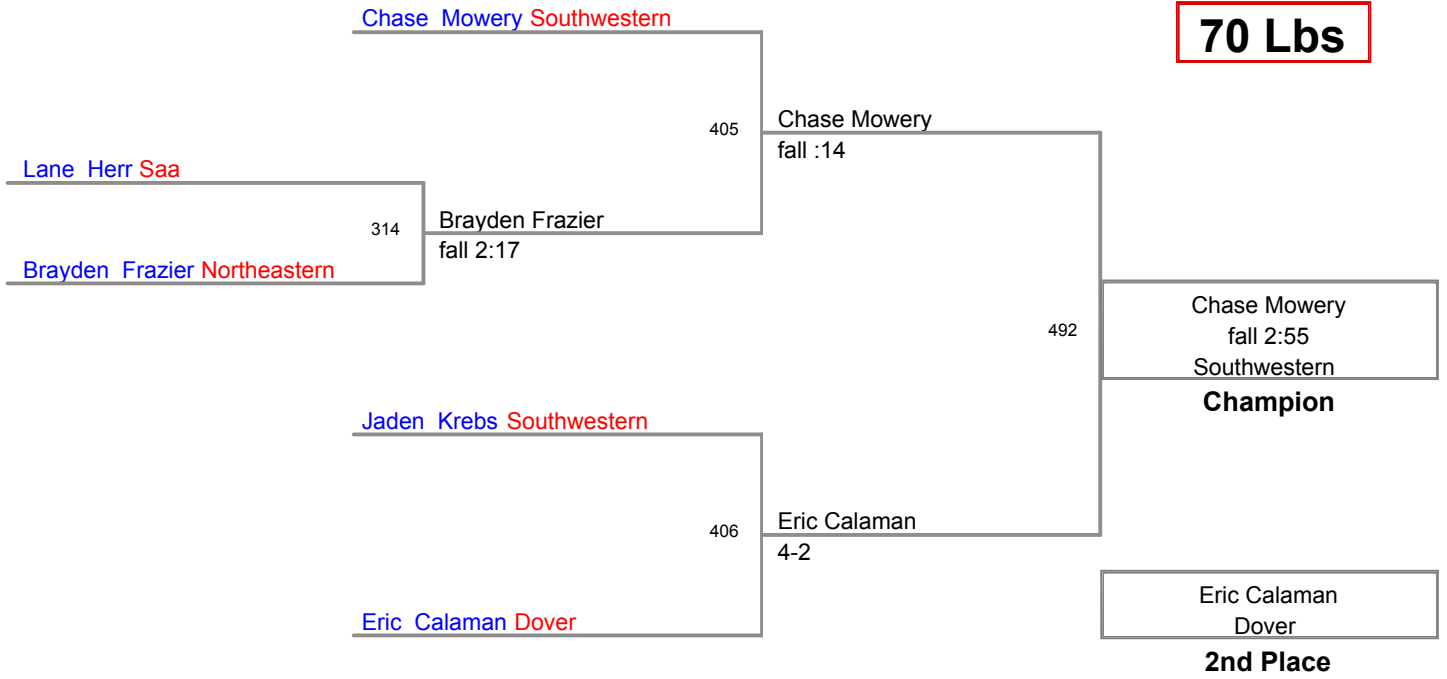 Chase Mowery Southwestern
70 Lbs
405
Chase Mowery
fall :14
Lane Herr Saa
314
Brayden Frazier
fall 2:17
Brayden Frazier Northeastern
492
Chase Mowery
fall 2:55
Southwestern
Champion
Jaden Krebs Southwestern
406
Eric Calaman
4-2
Eric Calaman Dover
Eric Calaman
Dover
2nd Place